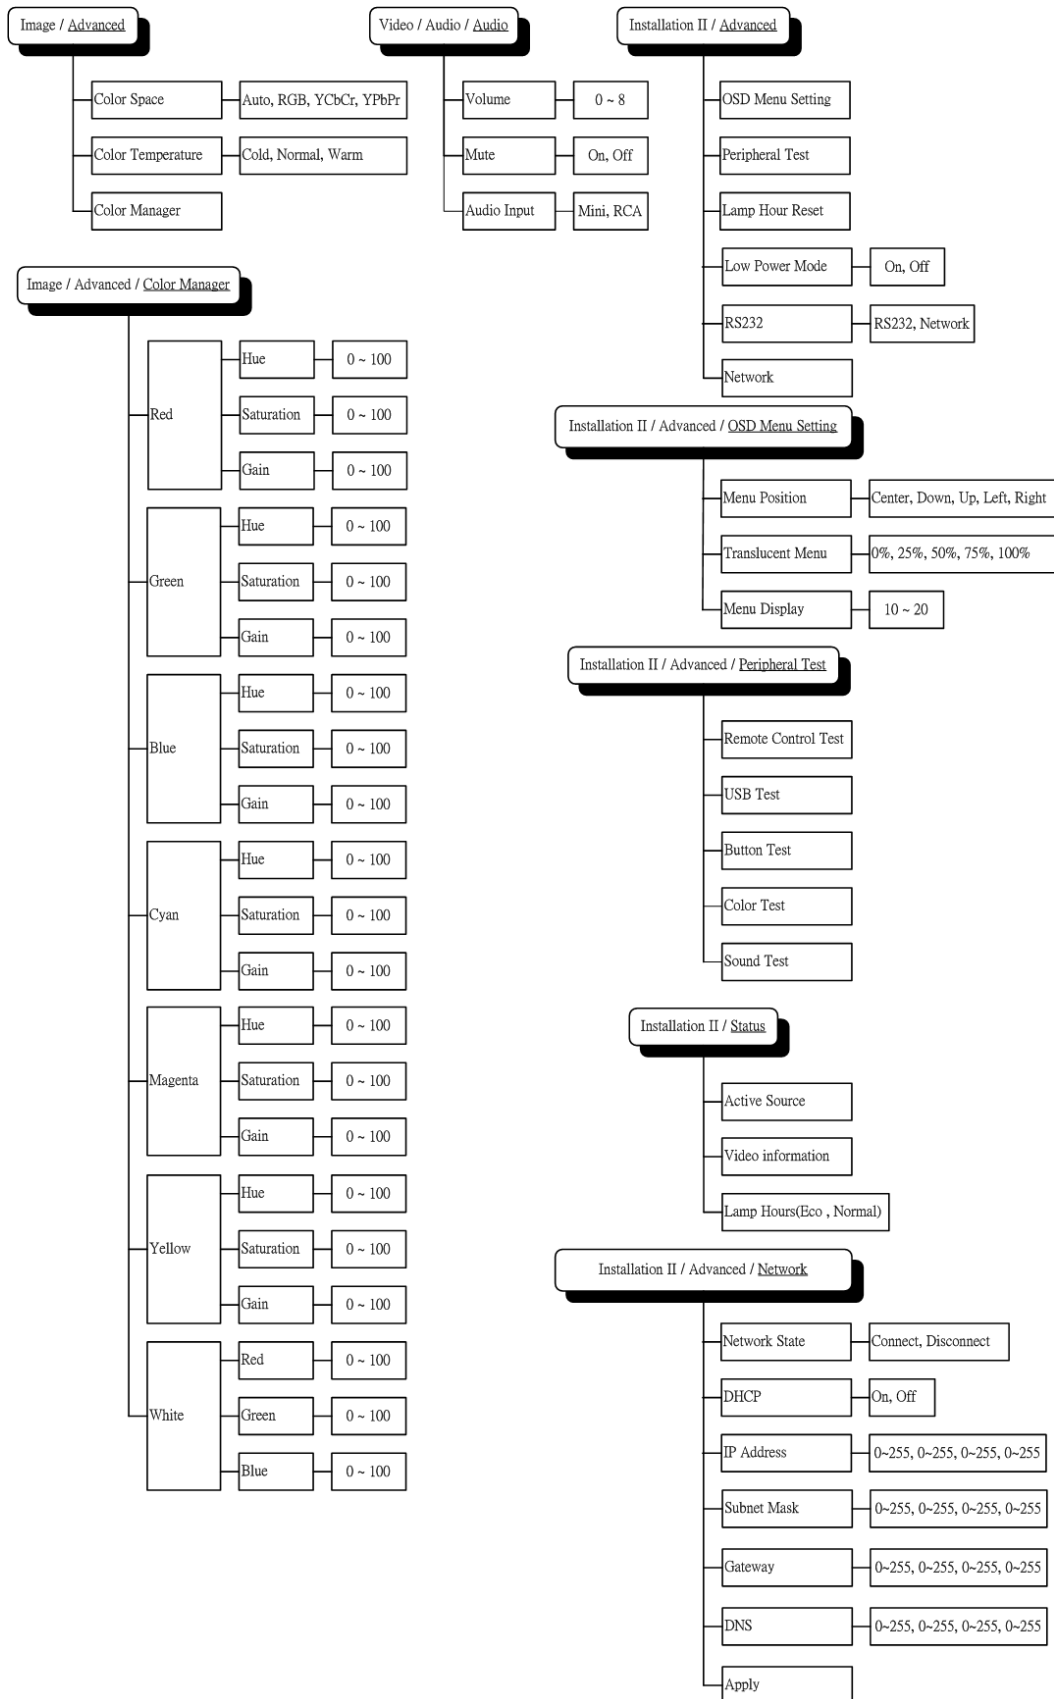 Image / Advanced
Color Space
Auto, RGB, YCbCr, YPbPr
Color Temperature
Cold, Normal, Warm
Color Manager
Video / Audio / Audio
Volume
0 ~ 8
Mute
On, Off
Audio Input
Mini, RCA
Installation II / Advanced
OSD Menu Setting
Peripheral Test
Lamp Hour Reset
Low Power Mode
On, Off
RS232
RS232, Network
Network
Image / Advanced / Color Manager
Red
Hue
0 ~ 100
Saturation
0 ~ 100
Gain
0 ~ 100
Green
Hue
0 ~ 100
Saturation
0 ~ 100
Gain
0 ~ 100
Blue
Hue
0 ~ 100
Saturation
0 ~ 100
Gain
0 ~ 100
Cyan
Hue
0 ~ 100
Saturation
0 ~ 100
Gain
0 ~ 100
Magenta
Hue
0 ~ 100
Saturation
0 ~ 100
Gain
0 ~ 100
Yellow
Hue
0 ~ 100
Saturation
0 ~ 100
Gain
0 ~ 100
White
Red
0 ~ 100
Green
0 ~ 100
Blue
0 ~ 100
Installation II / Advanced / OSD Menu Setting
Menu Position
Center, Down, Up, Left, Right
Translucent Menu
0%, 25%, 50%, 75%, 100%
Menu Display
10 ~ 20
Installation II / Advanced / Peripheral Test
Remote Control Test
USB Test
Button Test
Color Test
Sound Test
Installation II / Status
Active Source
Video information
Lamp Hours(Eco , Normal)
Installation II / Advanced / Network
Network State
Connect, Disconnect
DHCP
On, Off
IP Address
0~255, 0~255, 0~255, 0~255
Subnet Mask
0~255, 0~255, 0~255, 0~255
Gateway
0~255, 0~255, 0~255, 0~255
DNS
0~255, 0~255, 0~255, 0~255
Apply